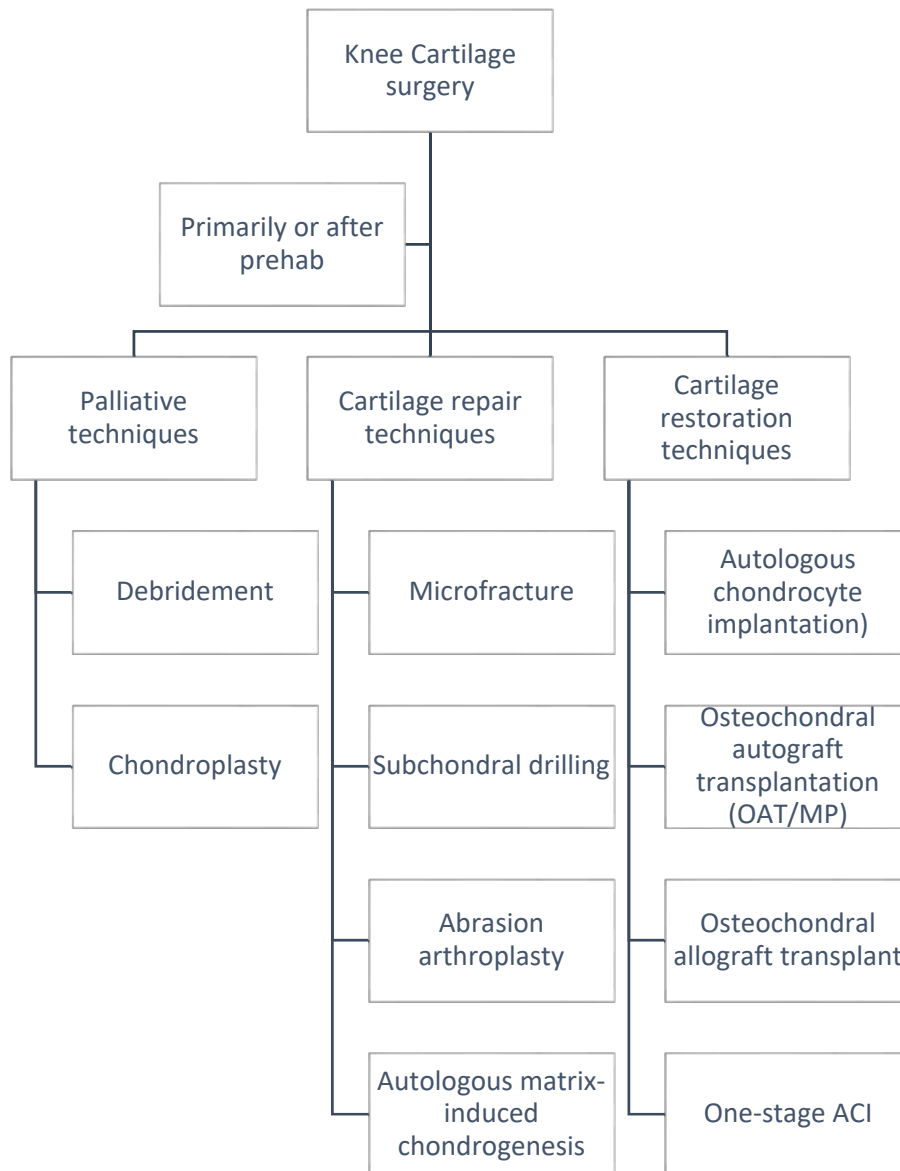 Knee Cartilage
surgery
Primarily or after
prehab
Palliative
techniques
Debridement
Chondroplasty
Cartilage repair
techniques
Microfracture
Subchondral drilling
Abrasion
arthroplasty
Autologous matrix-
induced
chondrogenesis
Cartilage
restoration
techniques
Autologous
chondrocyte
implantation)
Osteochondral
autograft
transplantation
(OAT/MP)
Osteochondral
allograft transplant
One-stage ACI